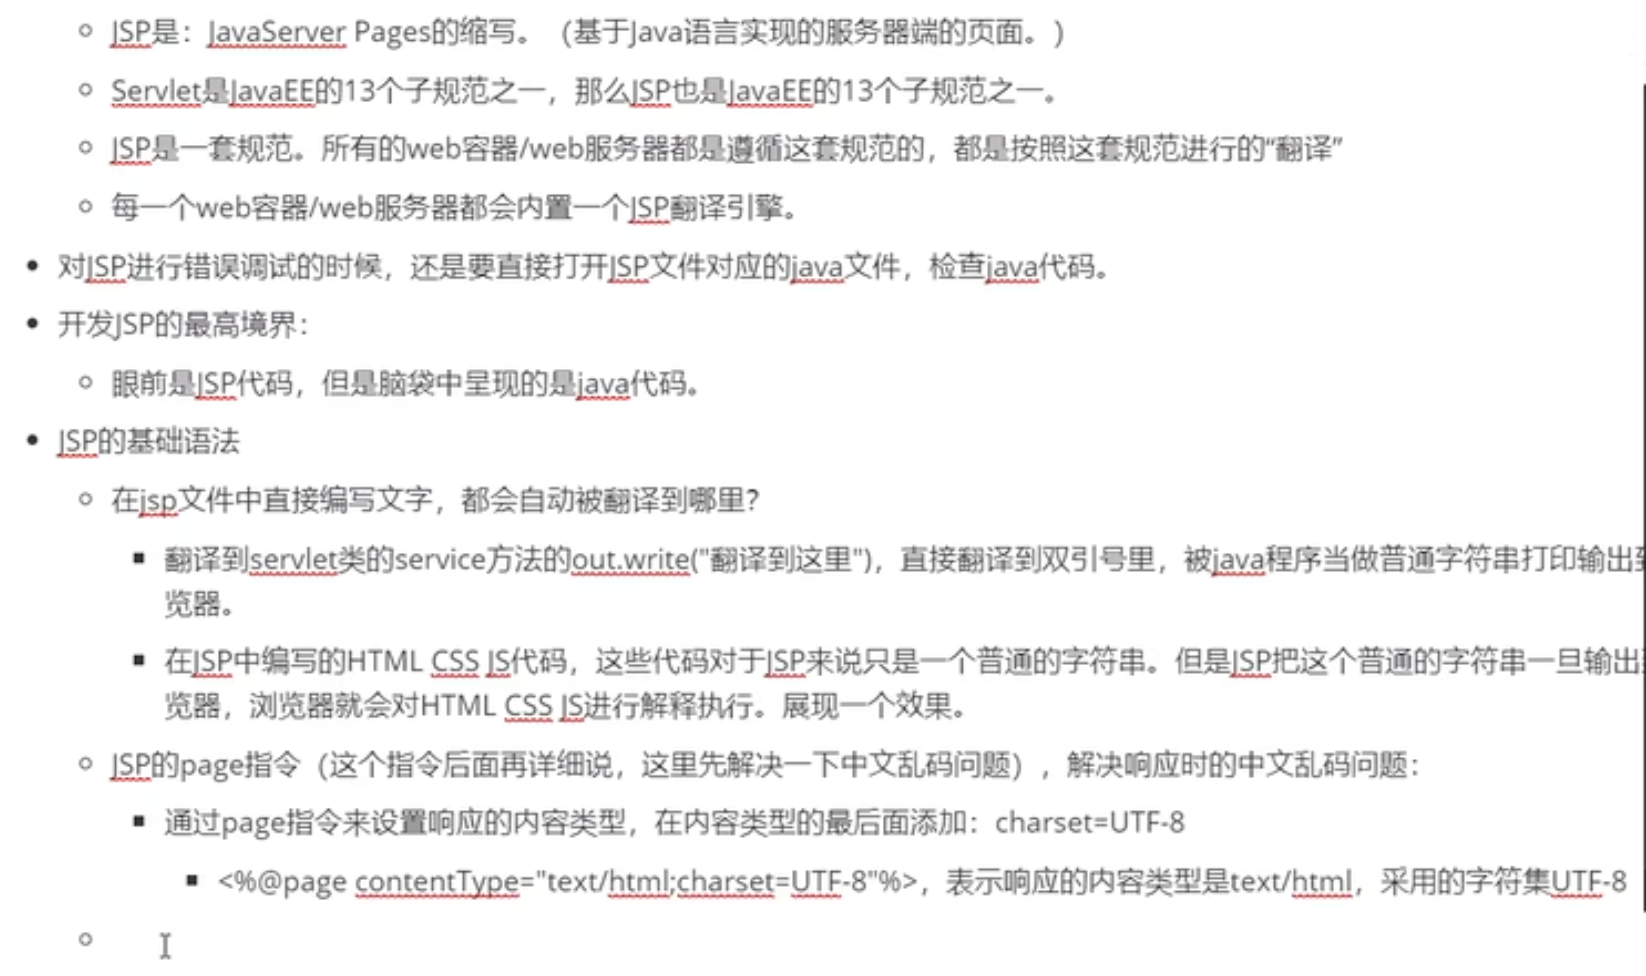 JSP是：JavaServer Pages的缩写。（基于Java语言实现的服务器端的页面。）
Servlet是JavaEE的13个子规范之一，那么JSP也是JavaEE的13个子规范之一。
JSP是一套规范。所有的web容器/web服务器都是遵循这套规范的，都是按照这套规范进行的“翻译”
每一个web容器/web服务器都会内置一个JSP翻译引擎。
对JSP进行错误调试的时候，还是要直接打开JSP文件对应的java文件，检查java代码。
开发JSP的最高境界：
眼前是JSP代码，但是脑袋中呈现的是java代码。
JSP的基础语法
在jsp文件中直接编写文字，都会自动被翻译到哪里？
翻译到servlet类的service方法的out.write("翻译到这里")，直接翻译到双引号里，被java程序当做普通字符串打印输出
览器。
在JSP中编写的HTML CSS JS代码，这些代码对于JSP来说只是一个普通的字符串。但是JSP把这个普通的字符串一旦输出
览器，浏览器就会对HTML CSS JS进行解释执行。展现一个效果。
JSP的page指令（这个指令后面再详细说，这里先解决一下中文乱码问题），解决响应时的中文乱码问题：
通过page指令来设置响应的内容类型，在内容类型的最后面添加：charset=UTF-8
<%@page contentType="text/html;charset=UTF-8"%>，表示响应的内容类型是text/html，采用的字符集UTF-8